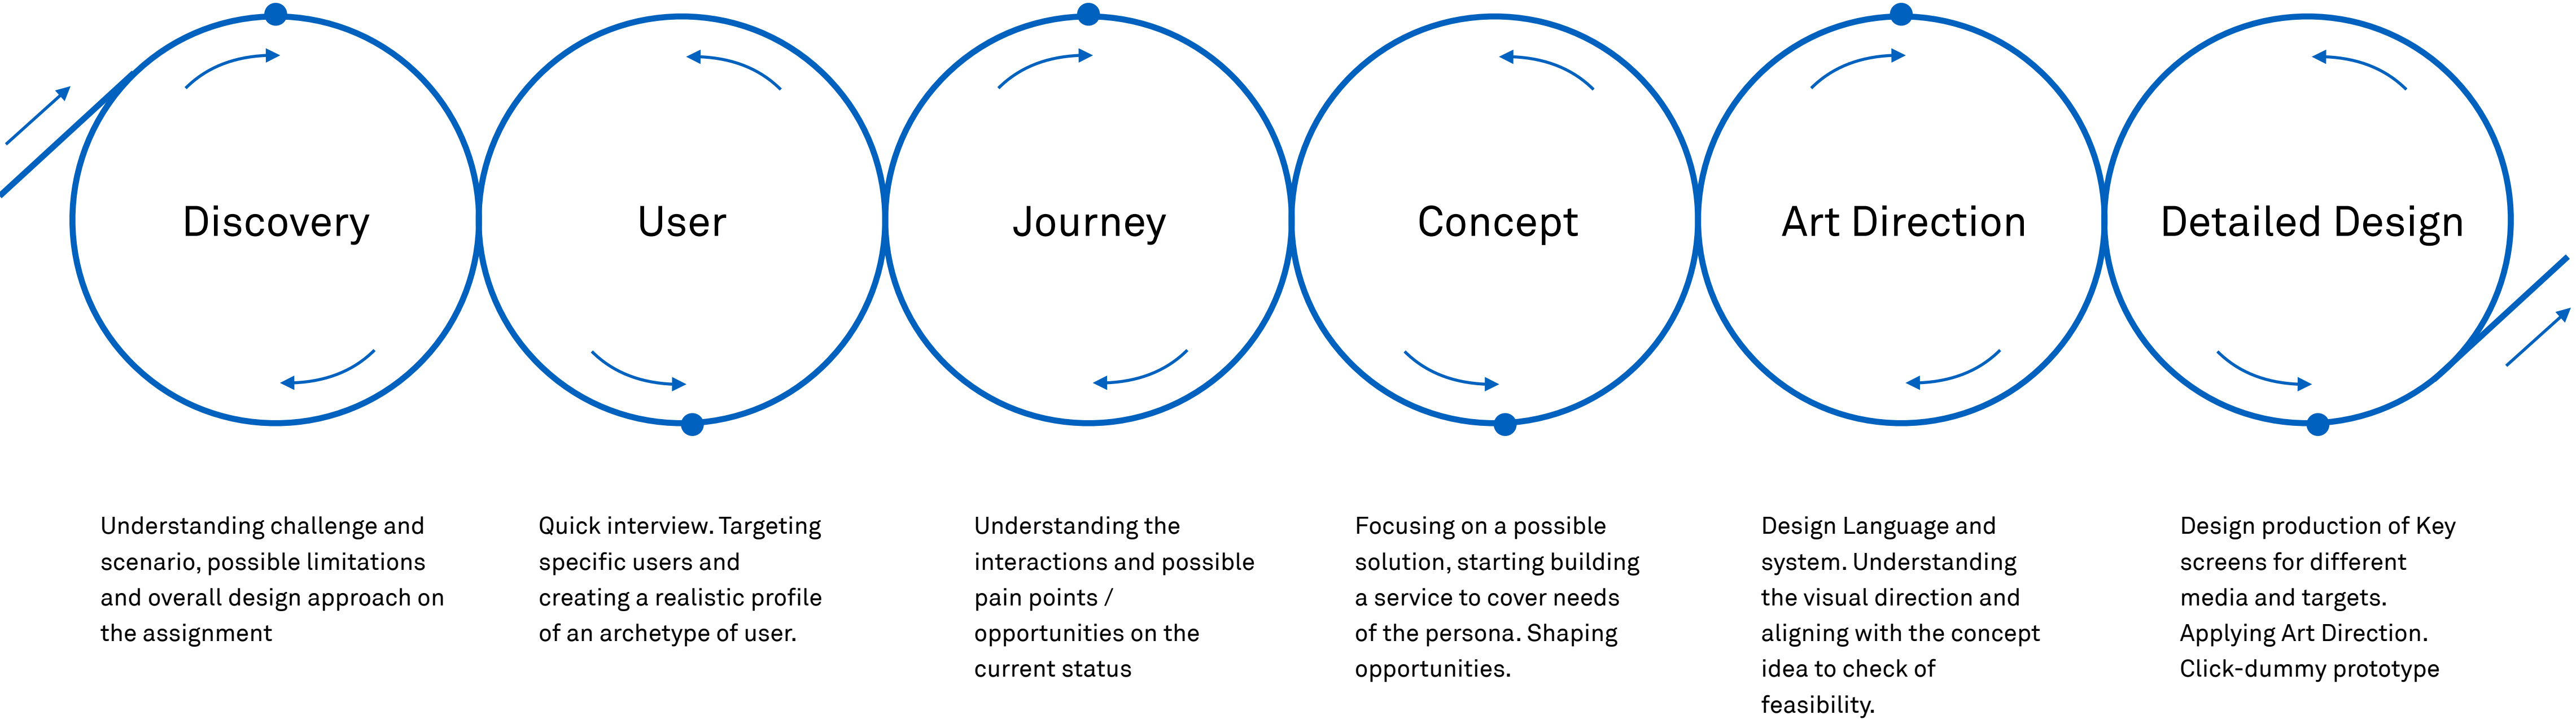 Discovery
User
Journey
Concept
Art Direction
Detailed Design
Understanding challenge and
scenario, possible limitations
and overall design approach on
the assignment
Quick interview. Targeting
specific users and
creating a realistic profile
of an archetype of user.
Understanding the
interactions and possible
pain points /
opportunities on the
current status
Focusing on a possible
solution, starting building
a service to cover needs
of the persona. Shaping
opportunities.
Design Language and
system. Understanding
the visual direction and
aligning with the concept
idea to check of
feasibility.
Design production of Key
screens for different
media and targets.
Applying Art Direction.
Click-dummy prototype